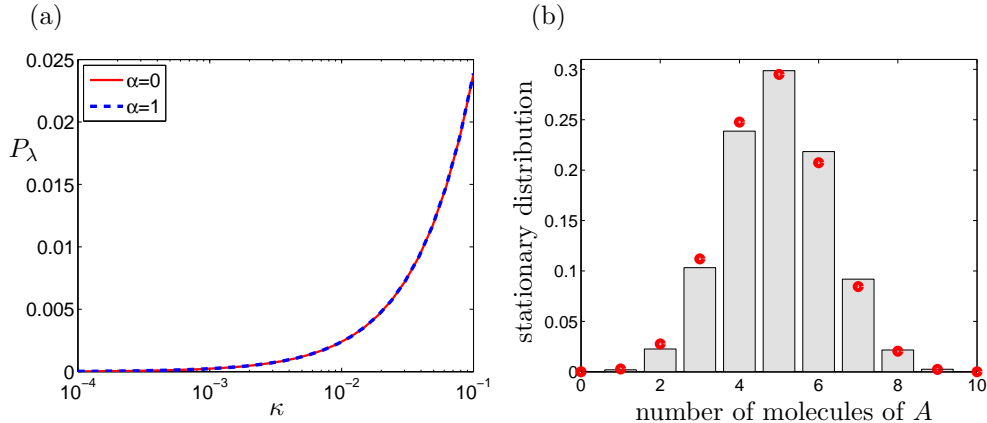 (a)
0.025
0.02
0.015
0.01
0.005
0
P_λ
α=0
α=1
10^−4
10^−3
10^−2
10^−1
κ
(b)
0.3
0.25
0.2
0.15
0.1
0.05
0
stationary distribution
0
2
4
6
8
10
number of molecules of A